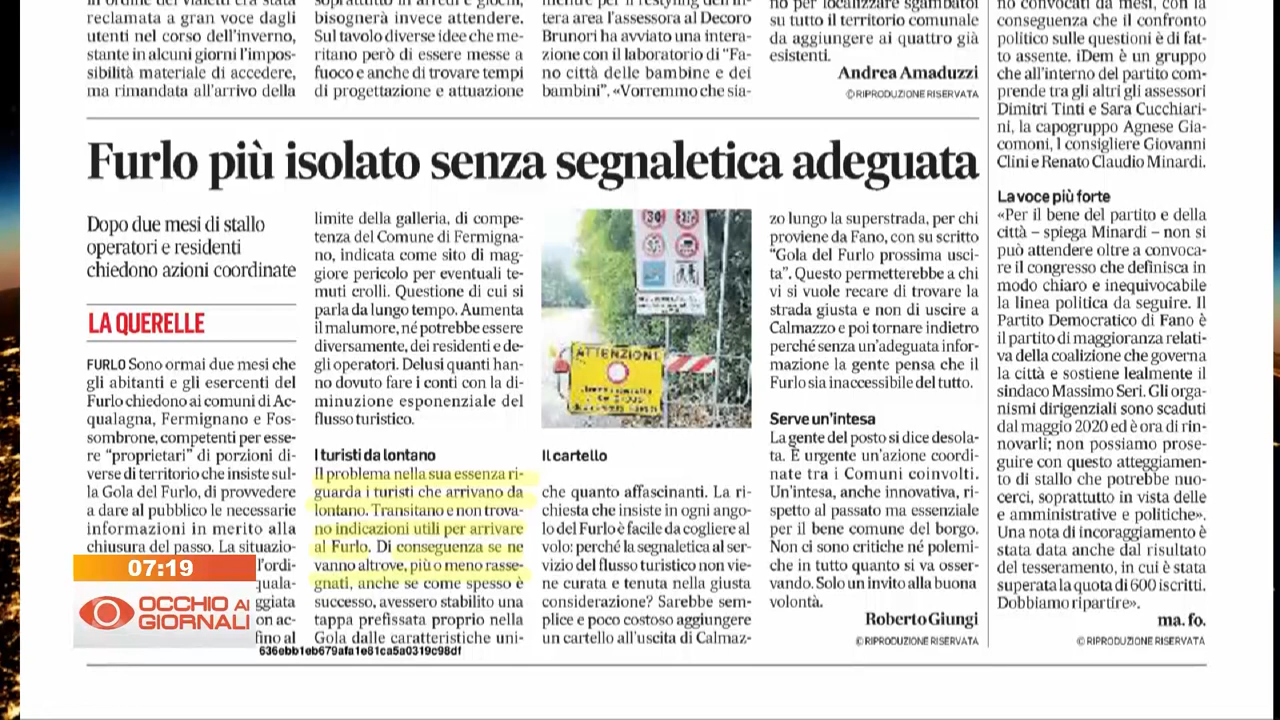 reclamata a gran voce dagli
utenti nel corso dell'inverno,
stante in alcuni giorni l'impos-
sibilità materiale di accedere,
ma rimandata all'arrivo della
bisognerà invece attendere.
Sul tavolo diverse idee che me-
ritano però di essere messe a
fuoco e anche di trovare tempi
di progettazione e attuazione
tera area l'assessora al Decoro
Brunori ha avviato una intera-
zione con il laboratorio di "Fa-
no città delle bambine e dei
bambini". «Vorremmo che sia-
no per localizzare sgambatoi
su tutto il territorio comunale
da aggiungere ai quattro già
esistenti.
Andrea Amaduzzi
©RIPRODUZIONE RISERVATA
Furlo più isolato senza segnaletica adeguata
Dopo due mesi di stallo
operatori e residenti
chiedono azioni coordinate
LA QUERELLE
FURLO Sono ormai due mesi che
gli abitanti e gli esercenti del
Furlo chiedono ai comuni di Ac-
qualagna, Fermignano e Fos-
sombrone, competenti per esse-
re "proprietari" di porzioni di-
verse di territorio che insiste sul-
la Gola del Furlo, di provvedere
a dare al pubblico le necessarie
informazioni in merito alla
chiusura del passo. La situazio-
l'ordi-
quala-
ggiata
on ac-
fino al
limite della galleria, di compe-
tenza del Comune di Fermigna-
no, indicata come sito di mag-
giore pericolo per eventuali te-
muti crolli. Questione di cui si
parla da lungo tempo. Aumenta
il malumore, né potrebbe essere
diversamente, dei residenti e de-
gli operatori. Delusi quanti han-
no dovuto fare i conti con la di-
minuzione esponenziale del
flusso turistico.
I turisti da lontano
Il problema nella sua essenza ri-
guarda i turisti che arrivano da
lontano. Transitano e non trova-
no indicazioni utili per arrivare
al Furlo. Di conseguenza se ne
vanno altrove, più o meno rasse-
gnati, anche se come spesso è
successo, avessero stabilito una
tappa prefissata proprio nella
Gola dalle caratteristiche uni-
30
ATTENZIONE
Il cartello
che quanto affascinanti. La ri-
chiesta che insiste in ogni ango-
lo del Furlo è facile da cogliere al
volo: perché la segnaletica al ser-
vizio del flusso turistico non vie-
ne curata e tenuta nella giusta
considerazione? Sarebbe sem-
plice e poco costoso aggiungere
un cartello all'uscita di Calmaz-
zo lungo la superstrada, per chi
proviene da Fano, con su scritto
"Gola del Furlo prossima usci-
ta". Questo permetterebbe a chi
vi si vuole recare di trovare la
strada giusta e non di uscire a
Calmazzo e poi tornare indietro
perché senza un'adeguata infor-
mazione la gente pensa che il
Furlo sia inaccessibile del tutto.
Serve un'intesa
La gente del posto si dice desola-
ta. È urgente un'azione coordi-
nate tra i Comuni coinvolti.
Un'intesa, anche innovativa, ri-
spetto al passato ma essenziale
per il bene comune del borgo.
Non ci sono critiche né polemi-
che in tutto quanto si va osser-
vando. Solo un invito alla buona
volontà.
Roberto Giungi
©RIPRODUZIONE RISERVATA
no convocati da mesi, con la
conseguenza che il confronto
politico sulle questioni è di fat-
to assente. iDem è un gruppo
che all'interno del partito com-
prende tra gli altri gli assessori
Dimitri Tinti e Sara Cucchiari-
ni, la capogruppo Agnese Gia-
comoni, I consigliere Giovanni
Clini e Renato Claudio Minardi.
La voce più forte
«Per il bene del partito e della
città – spiega Minardi – non si
può attendere oltre a convoca-
re il congresso che definisca in
modo chiaro e inequivocabile
la linea politica da seguire. Il
Partito Democratico di Fano è
il partito di maggioranza relati-
va della coalizione che governa
la città e sostiene lealmente il
sindaco Massimo Seri. Gli orga-
nismi dirigenziali sono scaduti
dal maggio 2020 ed è ora di rin-
novarli; non possiamo prose-
guire con questo atteggiamen-
to di stallo che potrebbe nuo-
cerci, soprattutto in vista delle
e amministrative e politiche».
Una nota di incoraggiamento è
stata data anche dal risultato
del tesseramento, in cui è stata
superata la quota di 600 iscritti.
Dobbiamo ripartire».
ma. fo.
©RIPRODUZIONE RISERVATA
07:19
OCCHIO AI
GIORNALI
636ebb1eb679afa1e81ca5a0319c98df